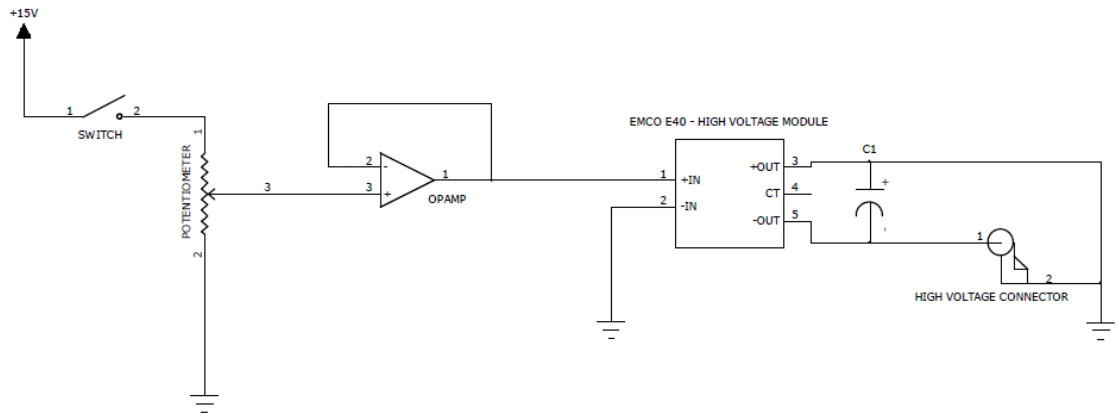 +15V
1
2
SWITCH
1
POTENTIOMETER
2
3
2
-
3
+
1
OPAMP
EMCO E40 - HIGH VOLTAGE MODULE
1
+IN
2
-IN
+OUT
3
CT
4
-OUT
5
C1
+
-
1
2
HIGH VOLTAGE CONNECTOR